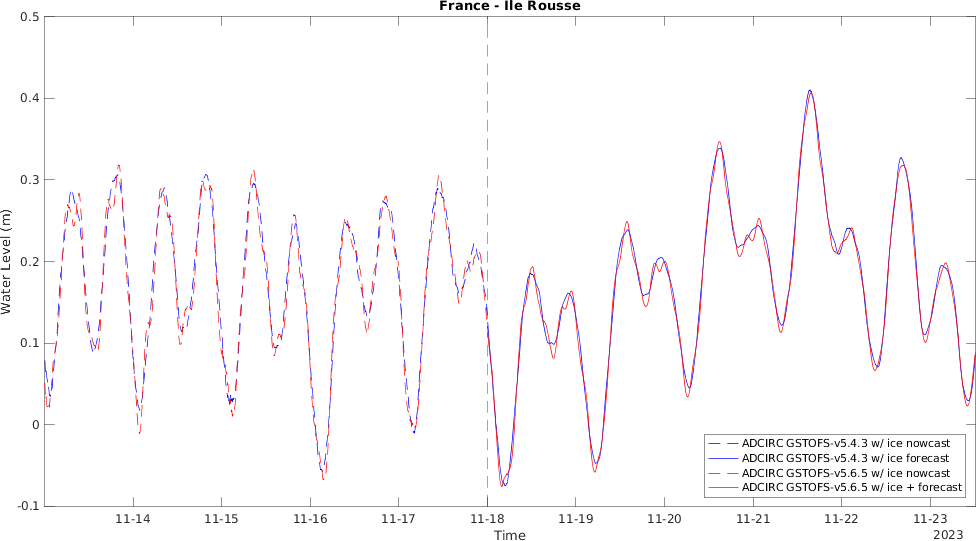 France - Ile Rousse
0.5
0.4
0.3
0.2
0.1
0
-0.1
Water Level (m)
11-14 11-15 11-16 11-17 11-18 11-19 11-20 11-21 11-22 11-23
Time
2023
ADCIRC GSTOFS-v5.4.3 w/ ice nowcast
ADCIRC GSTOFS-v5.4.3 w/ ice forecast
ADCIRC GSTOFS-v5.6.5 w/ ice nowcast
ADCIRC GSTOFS-v5.6.5 w/ ice + forecast